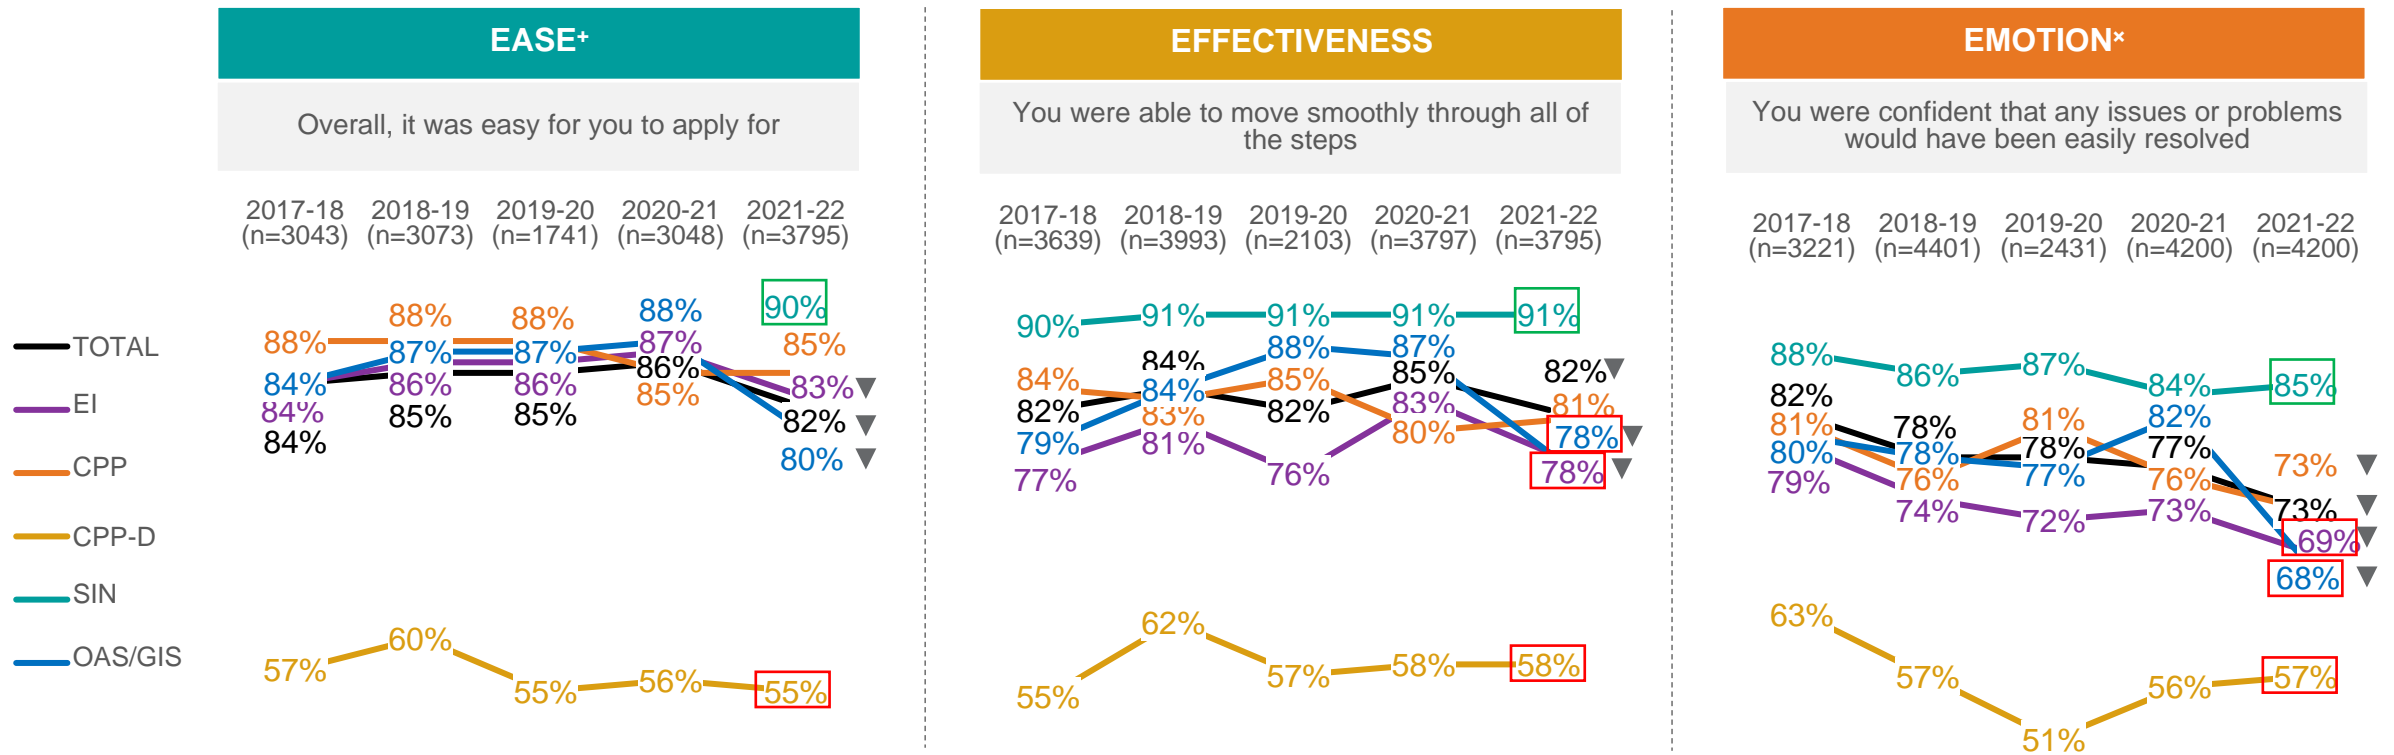 EASE+
Overall, it was easy for you to apply for
2017-18 2018-19 2019-20 2020-21 2021-22
(n=3043) (n=3073) (n=1741) (n=3048) (n=3795)
TOTAL
EI
CPP
CPP-D
SIN
OAS/GIS
88% 88% 88% 85% 85%
84% 87% 87% 88% 80%
84% 86% 86% 87% 83%
84% 85% 85% 86% 82%
90%
57% 60% 55% 56% 55%
EFFECTIVENESS
You were able to move smoothly through all of
the steps
2017-18 2018-19 2019-20 2020-21 2021-22
(n=3639) (n=3993) (n=2103) (n=3797) (n=3795)
90% 91% 91% 91% 91%
84% 83% 85% 80% 81%
82% 84% 82% 85% 82%
79% 84% 88% 87% 78%
77% 81% 76% 83% 78%
55% 62% 57% 58% 58%
EMOTION×
You were confident that any issues or problems
would have been easily resolved
2017-18 2018-19 2019-20 2020-21 2021-22
(n=3221) (n=4401) (n=2431) (n=4200) (n=4200)
88% 86% 87% 84% 85%
82% 78% 78% 77% 73%
81% 76% 81% 76% 73%
80% 78% 77% 82% 68%
79% 74% 72% 73% 69%
63% 57% 51% 56% 57%